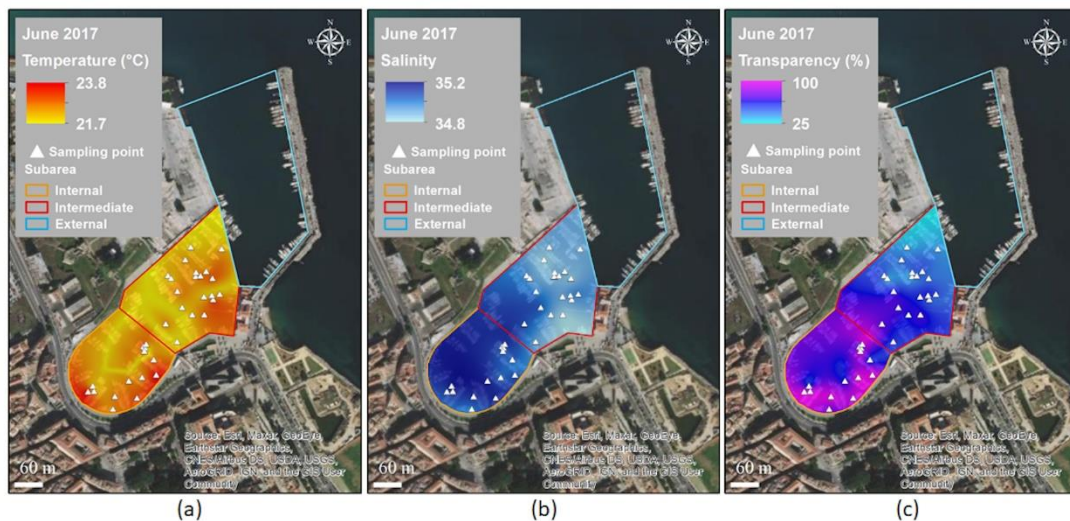 June 2017
Temperature (°C)
23.8
21.7
Sampling point
Subarea
Internal
Intermediate
External
N
W E
S
Source: Esri, Maxar, GeoEye,
Earthstar Geographics,
CNES/Airbus DS, USDA, USGS,
AeroGRID, IGN, and the GIS User
Community
60 m
(a)
June 2017
Salinity
35.2
34.8
Sampling point
Subarea
Internal
Intermediate
External
N
W E
S
Source: Esri, Maxar, GeoEye,
Earthstar Geographics,
CNES/Airbus DS, USDA, USGS,
AeroGRID, IGN, and the GIS User
Community
60 m
(b)
June 2017
Transparency (%)
100
25
Sampling point
Subarea
Internal
Intermediate
External
N
W E
S
Source: Esri, Maxar, GeoEye,
Earthstar Geographics,
CNES/Airbus DS, USDA, USGS,
AeroGRID, IGN, and the GIS User
Community
60 m
(c)